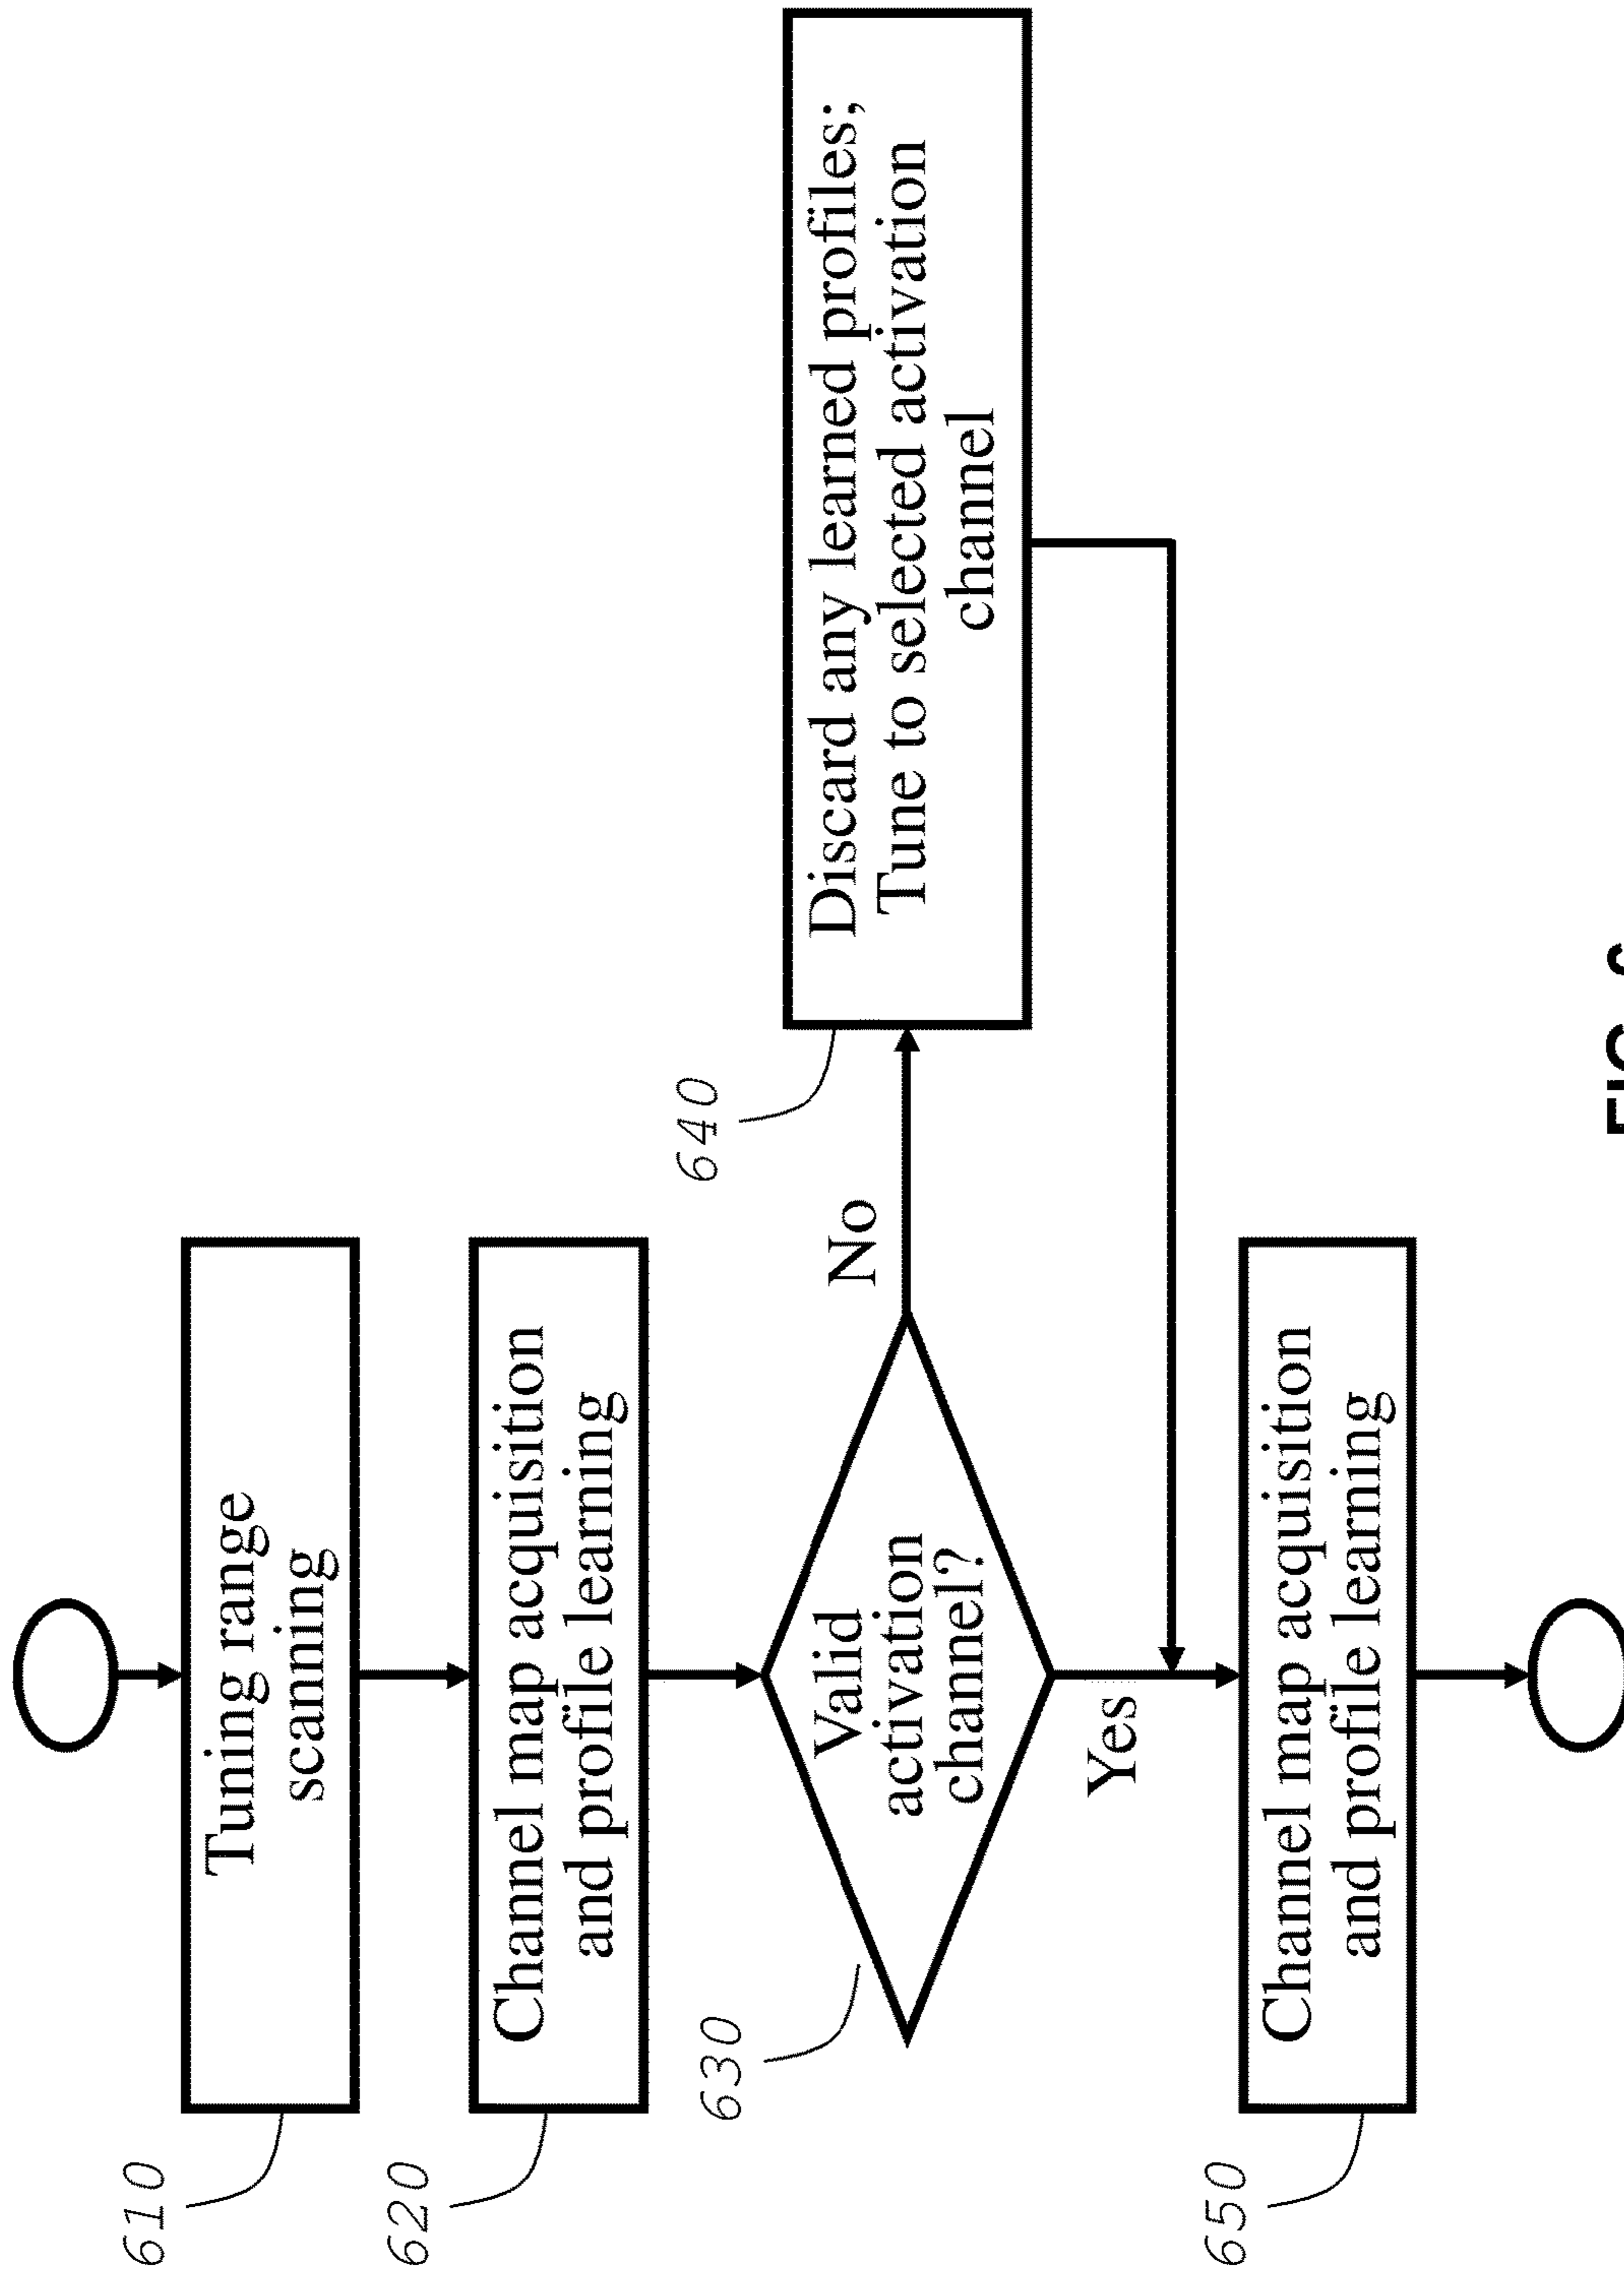 610
Tuning range
scanning
620
Channel map acquisition
and profile learning
630
Valid
activation
channel?
No
640
Discard any learned profiles;
Tune to selected activation
channel
Yes
650
Channel map acquisition
and profile learning
FIG.